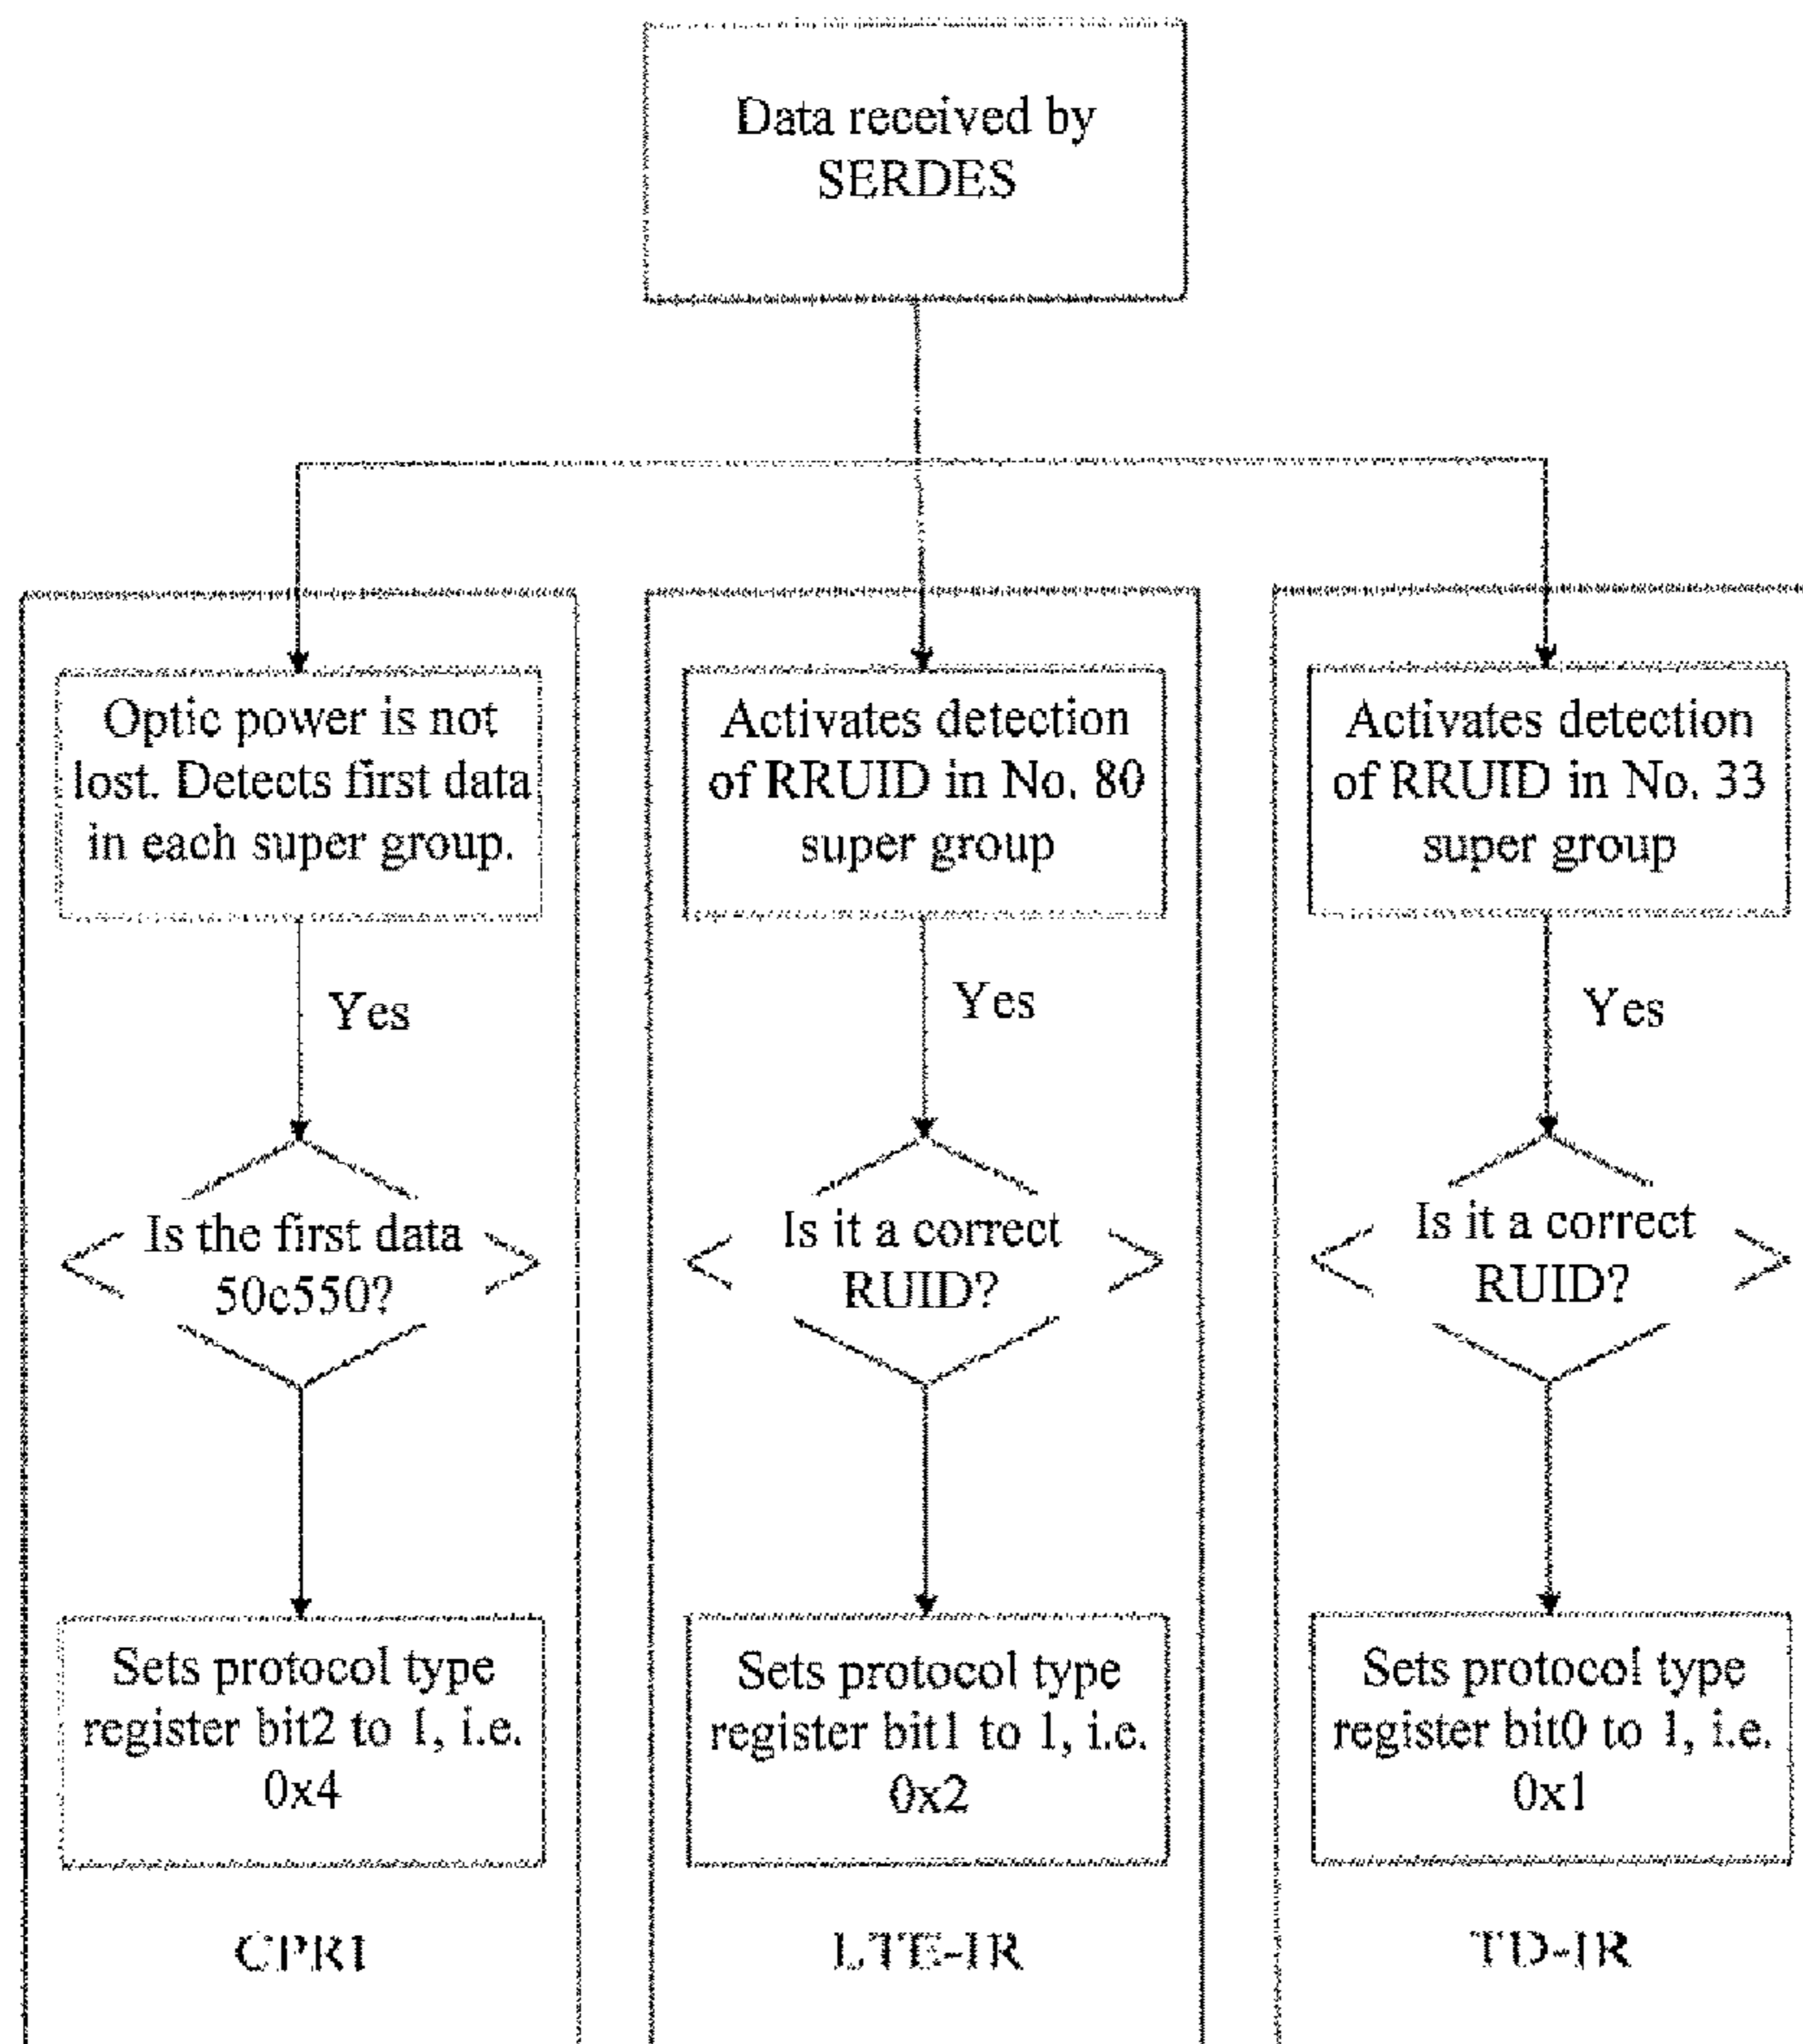 Data received by
SERDES
Optic power is not
lost. Detects first data
in each super group.
Activates detection
of RRUID in No. 80
super group
Activates detection
of RRUID in No. 33
super group
Yes
Yes
Yes
Is the first data
50c550?
Is it a correct
RUID?
Is it a correct
RUID?
Sets protocol type
register bit2 to 1, i.e.
0x4
Sets protocol type
register bit1 to 1, i.e.
0x2
Sets protocol type
register bit0 to 1, i.e.
0x1
CPRI
LTE-IR
TD-IR